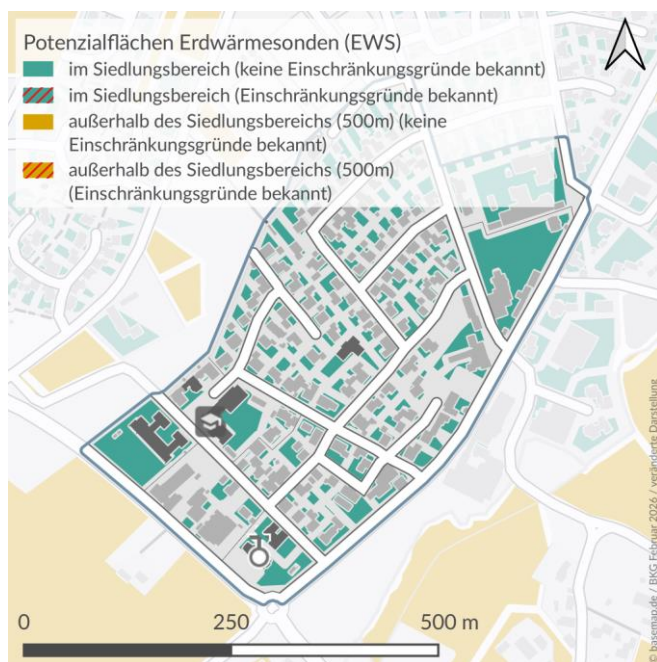 Potenzialflächen Erdwärmesonden (EWS)
im Siedlungsbereich (keine Einschränkungsgründe bekannt)
im Siedlungsbereich (Einschränkungsgründe bekannt)
außerhalb des Siedlungsbereichs (500m) (keine
Einschränkungsgründe bekannt)
außerhalb des Siedlungsbereichs (500m)
(Einschränkungsgründe bekannt)
0 250 500 m
© basemap.de / BKG Februar 2026 / veränderte Darstellung